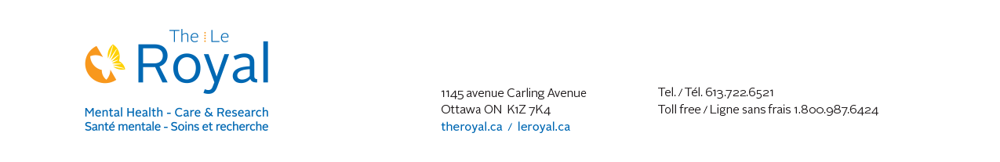 The Le
Royal
Mental Health - Care & Research
Santé mentale - Soins et recherche
1145 avenue Carling Avenue
Ottawa ON K1Z 7K4
theroyal.ca / leroyal.ca
Tel. / Tél. 613.722.6521
Toll free / Ligne sans frais 1.800.987.6424